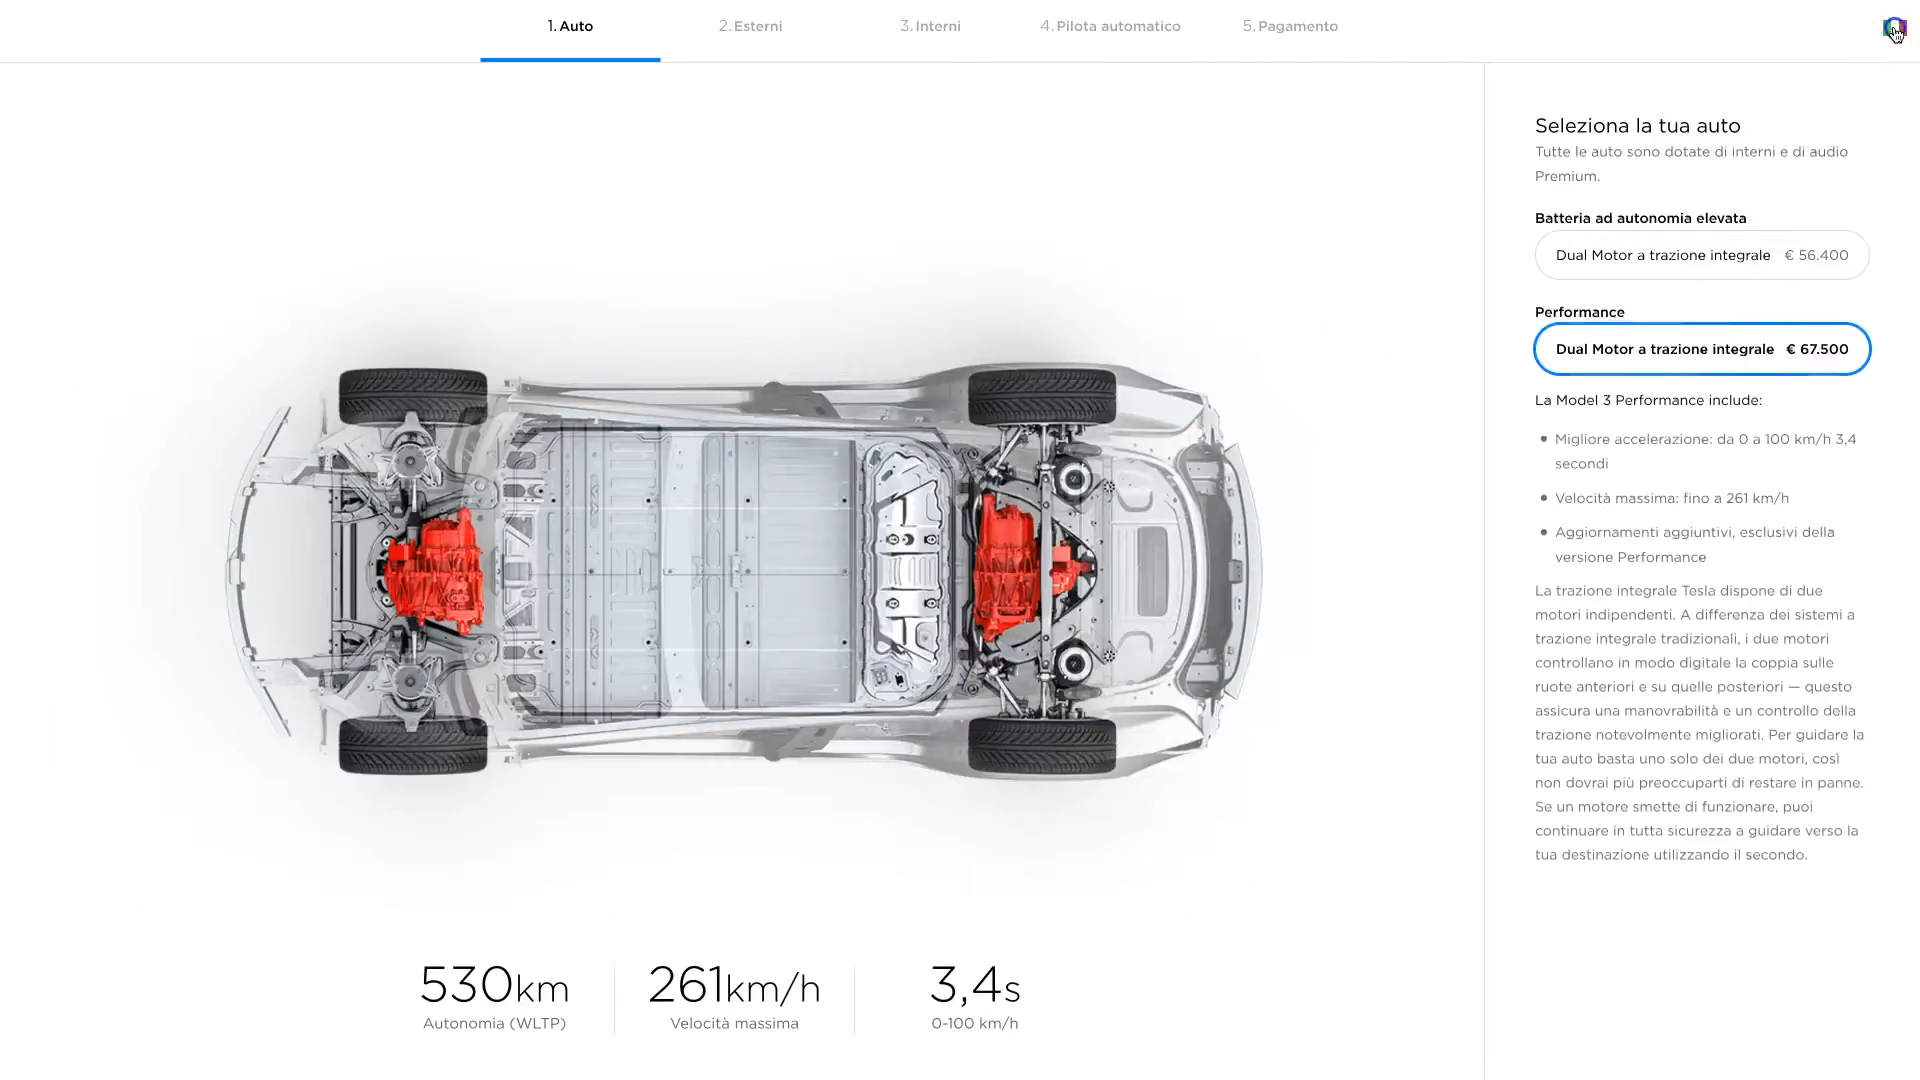 1. Auto
2. Esterni
3. Interni
4. Pilota automatico
5. Pagamento
Seleziona la tua auto
Tutte le auto sono dotate di interni e di audio
Premium.
Batteria ad autonomia elevata
Dual Motor a trazione integrale € 56.400
Performance
Dual Motor a trazione integrale € 67.500
La Model 3 Performance include:
Migliore accelerazione: da 0 a 100 km/h 3,4
secondi
Velocità massima: fino a 261 km/h
Aggiornamenti aggiuntivi, esclusivi della
versione Performance
La trazione integrale Tesla dispone di due
motori indipendenti. A differenza dei sistemi a
trazione integrale tradizionali, i due motori
controllano in modo digitale la coppia sulle
ruote anteriori e su quelle posteriori — questo
assicura una manovrabilità e un controllo della
trazione notevolmente migliorati. Per guidare la
tua auto basta uno solo dei due motori, così
non dovrai più preoccuparti di restare in panne.
Se un motore smette di funzionare, puoi
continuare in tutta sicurezza a guidare verso la
tua destinazione utilizzando il secondo.
530km
Autonomia (WLTP)
261km/h
Velocità massima
3,4s
0-100 km/h